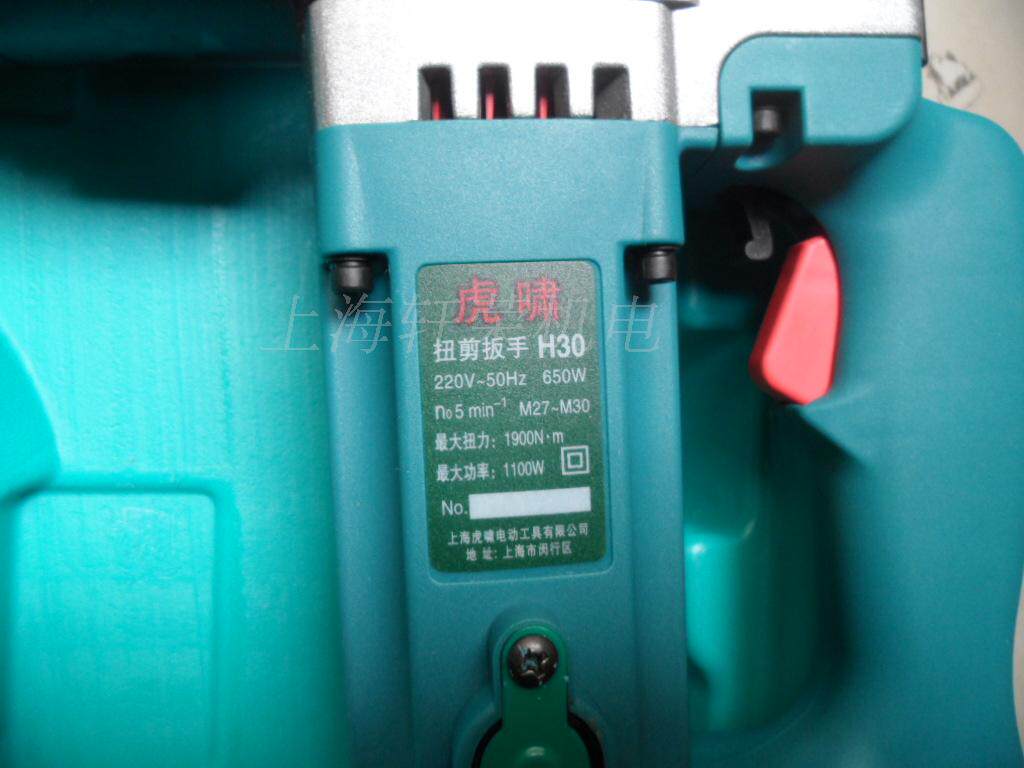 虎啸
扭剪扳手 H30
220V~50Hz 650W
n₀ 5 min⁻¹ M27~M30
最大扭力: 1900N·m
最大功率: 1100W
No.
上海虎啸电动工具有限公司
地 址: 上海市闵行区